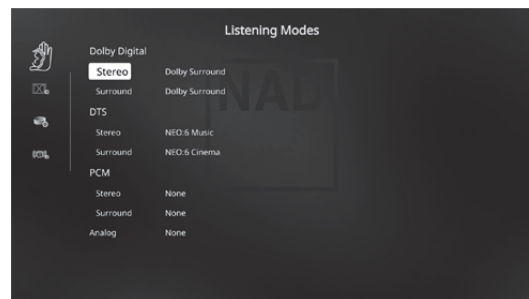 Listening Modes
Dolby Digital
Stereo Dolby Surround
Surround Dolby Surround
DTS
Stereo NEO:6 Music
Surround NEO:6 Cinema
PCM
Stereo None
Surround None
Analog None
NAD